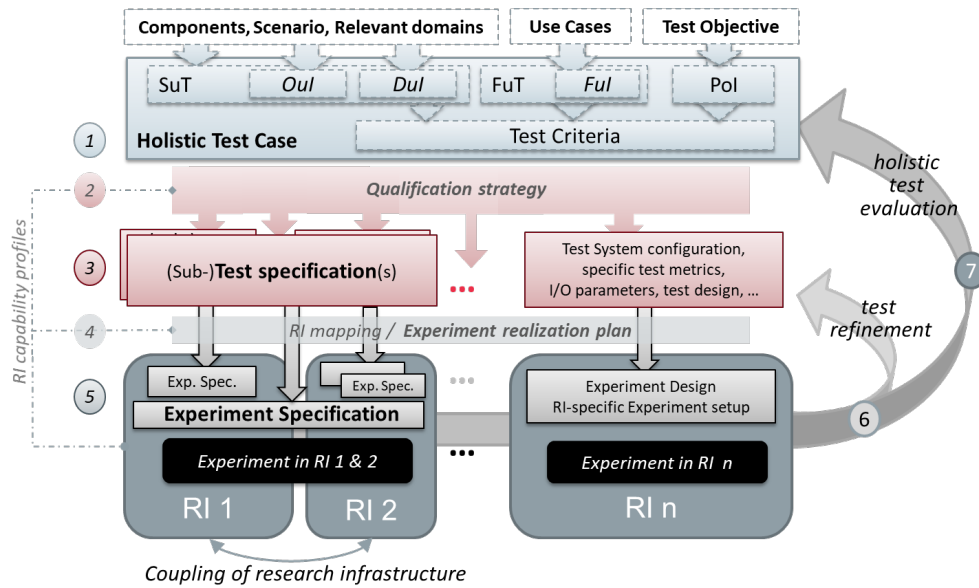 Components, Scenario, Relevant domains
Use Cases
Test Objective
SuT
OuI
DuI
FuT
FuI
PoI
Test Criteria
1
Holistic Test Case
2
Qualification strategy
holistic
test
evaluation
RI capability profiles
3
(Sub-)Test specification(s)
...
Test System configuration,
specific test metrics,
I/O parameters, test design, ...
7
4
RI mapping / Experiment realization plan
test
refinement
5
Exp. Spec.
Exp. Spec.
...
Experiment Design
RI-specific Experiment setup
Experiment Specification
6
Experiment in RI 1 & 2
...
Experiment in RI n
RI 1
RI 2
RI n
Coupling of research infrastructure